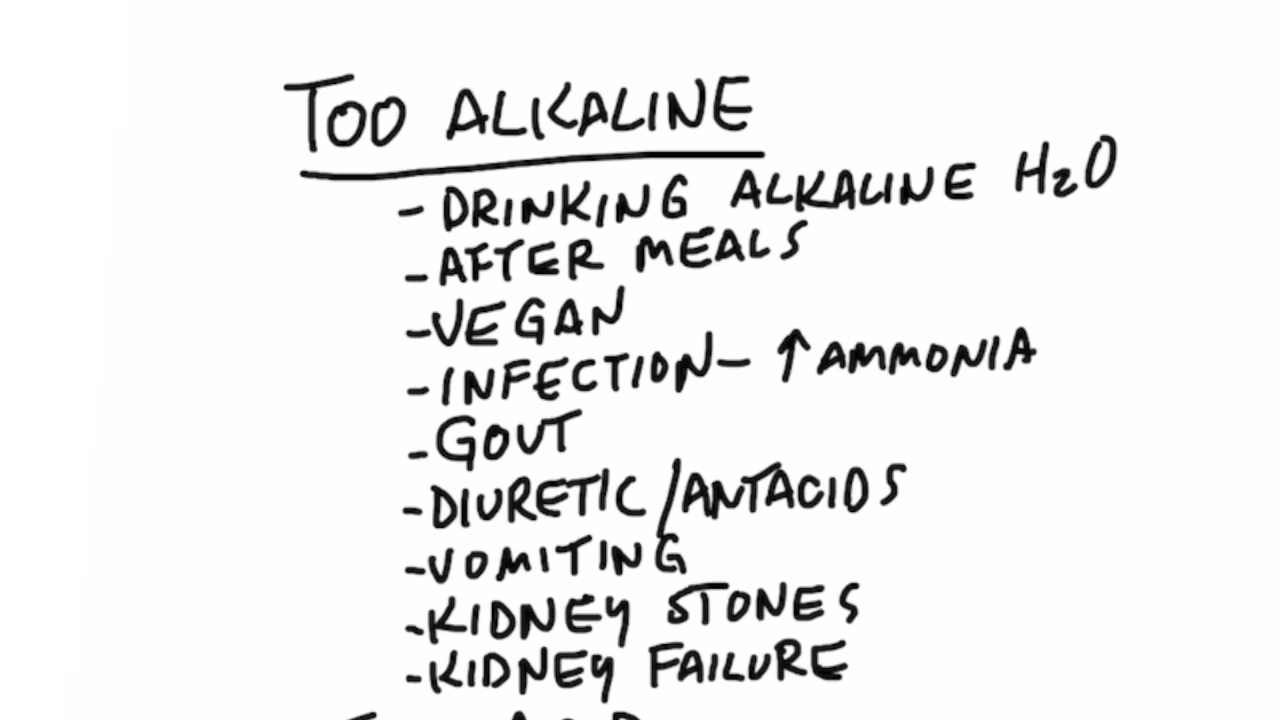 TOO ALKALINE
- DRINKING ALKALINE H₂O
- AFTER MEALS
- VEGAN
- INFECTION - ↑ AMMONIA
- GOUT
- DIURETIC / ANTACIDS
- VOMITING
- KIDNEY STONES
- KIDNEY FAILURE